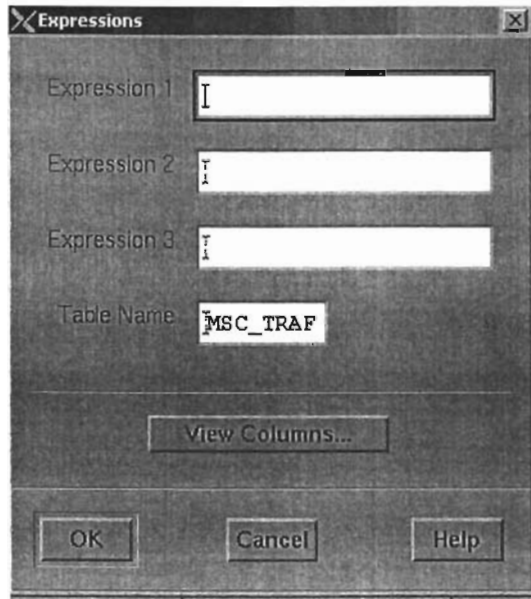 Expressions
Expression 1
Expression 2
Expression 3
Table Name MSC_TRAF
View Columns...
OK Cancel Help